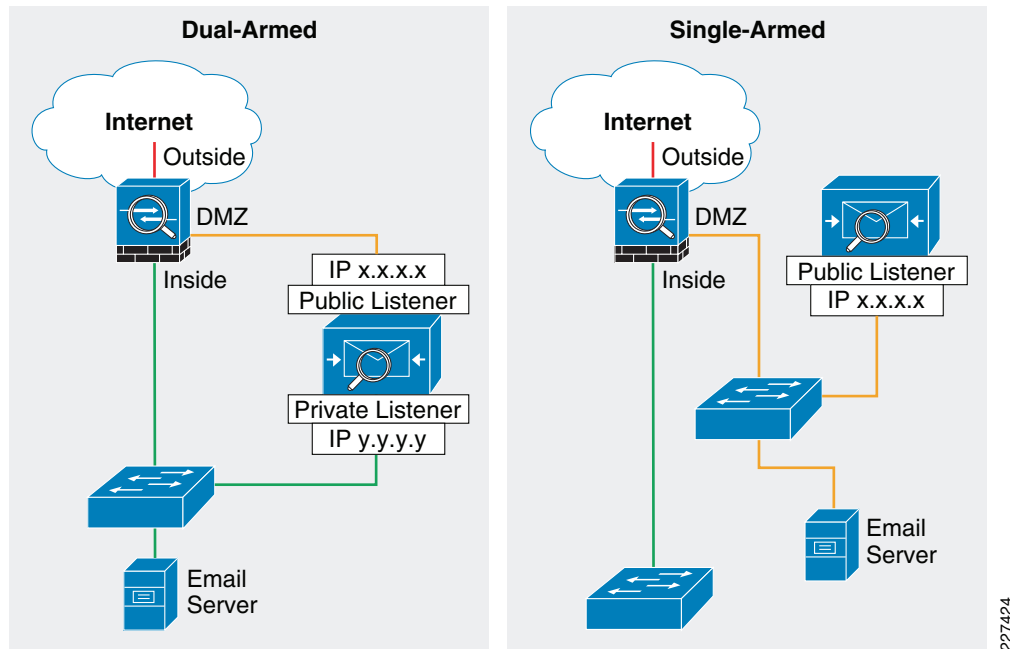 Dual-Armed
Internet
Outside
DMZ
Inside
IP x.x.x.x
Public Listener
Private Listener
IP y.y.y.y
Email
Server
Single-Armed
Internet
Outside
DMZ
Inside
Public Listener
IP x.x.x.x
Email
Server
227424